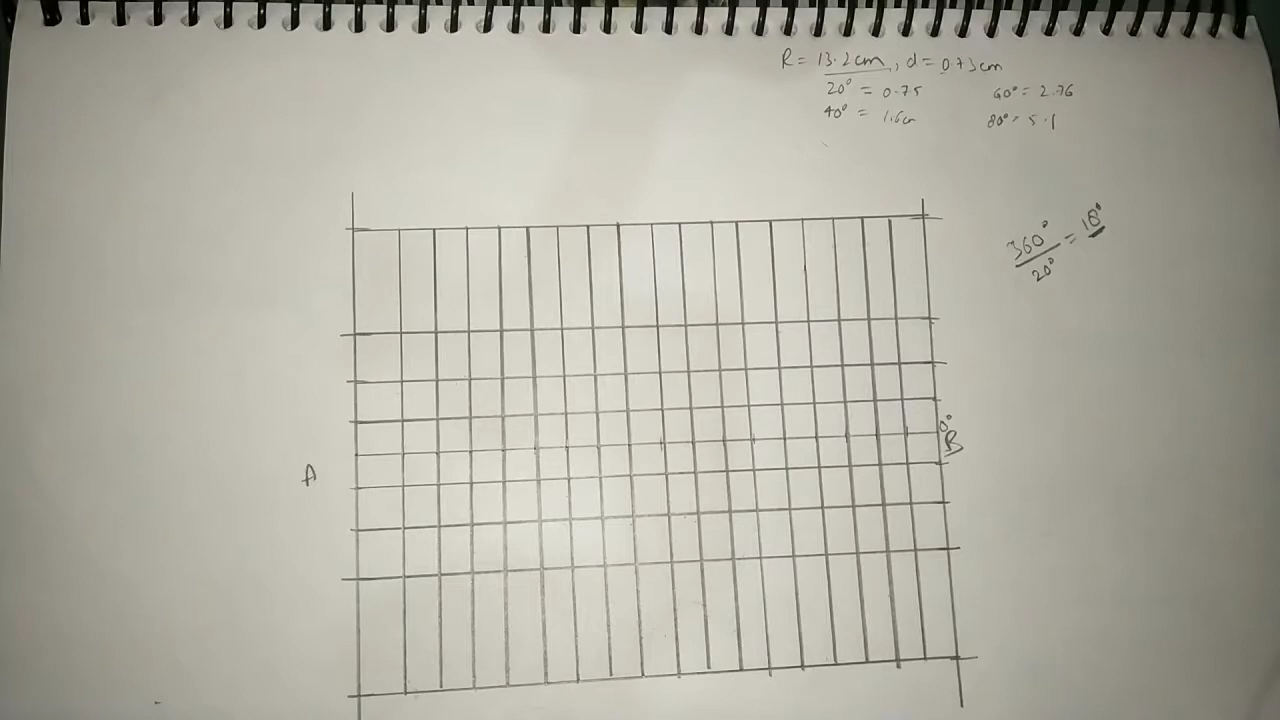 R = 13.2cm, d = 0.73cm
20° = 0.75 60° = 2.76
40° = 1.6cm 80° = 5.1
360°/20° = 18°
0°
A B